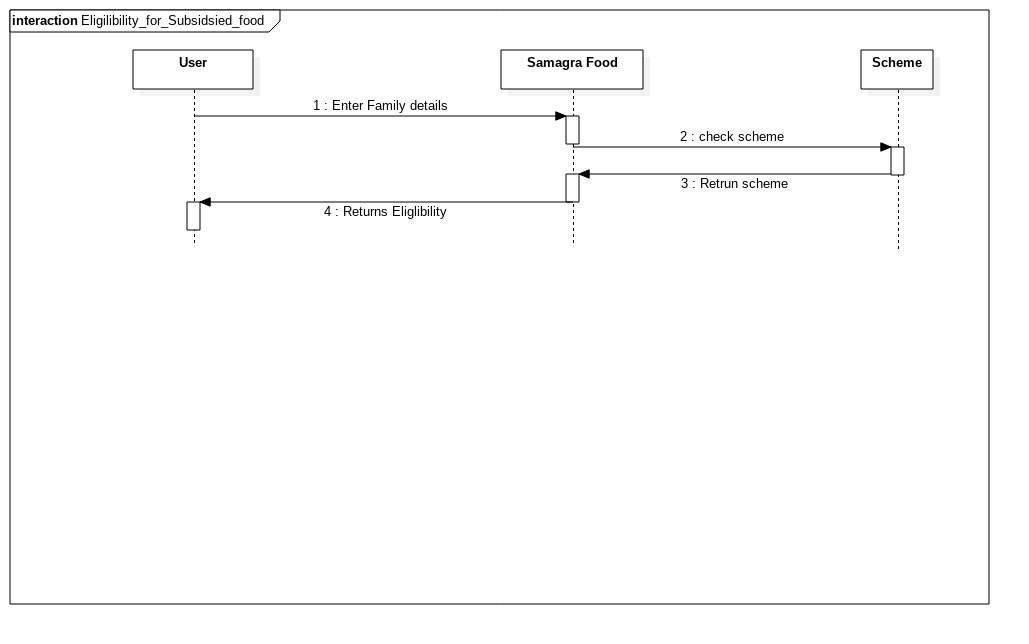 interaction Eligilibility_for_Subsidsied_food
User
Samagra Food
Scheme
1 : Enter Family details
2 : check scheme
3 : Retrun scheme
4 : Returns Eliglibility